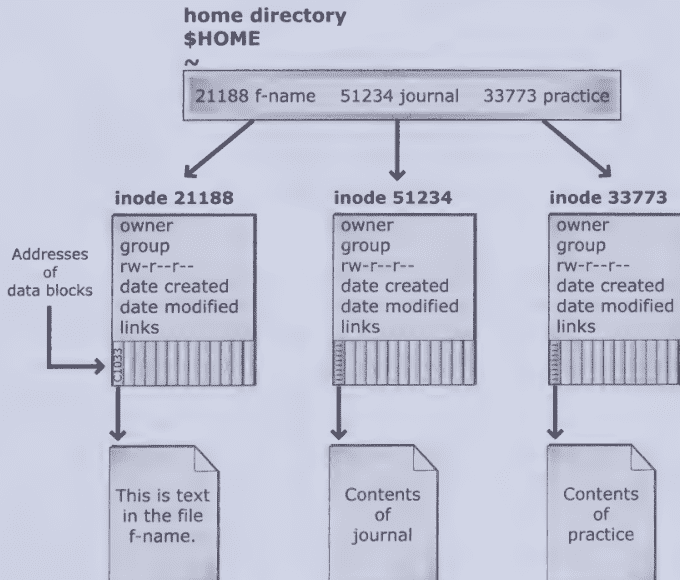 home directory
$HOME
~
21188 f-name 51234 journal 33773 practice
inode 21188
owner
group
rw-r--r--
date created
date modified
links
inode 51234
owner
group
rw-r--r--
date created
date modified
links
inode 33773
owner
group
rw-r--r--
date created
date modified
links
Addresses
of
data blocks
C1033
This is text
in the file
f-name.
Contents
of
journal
Contents
of
practice